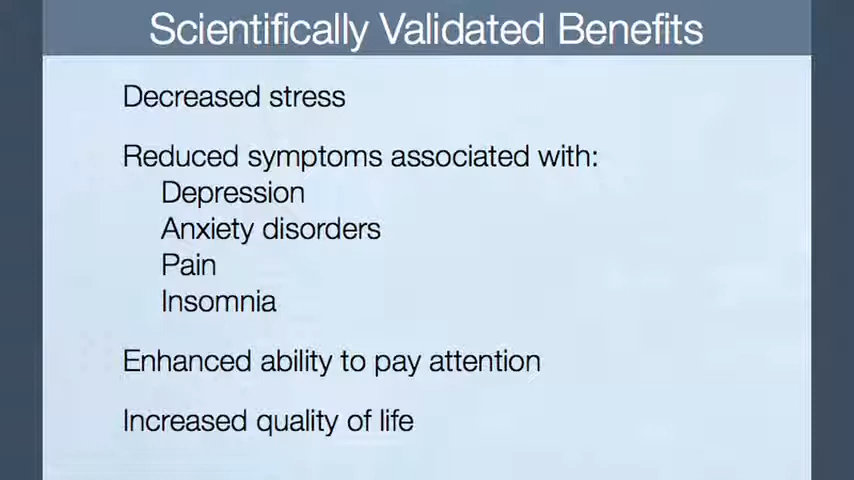 Scientifically Validated Benefits
Decreased stress
Reduced symptoms associated with:
Depression
Anxiety disorders
Pain
Insomnia
Enhanced ability to pay attention
Increased quality of life